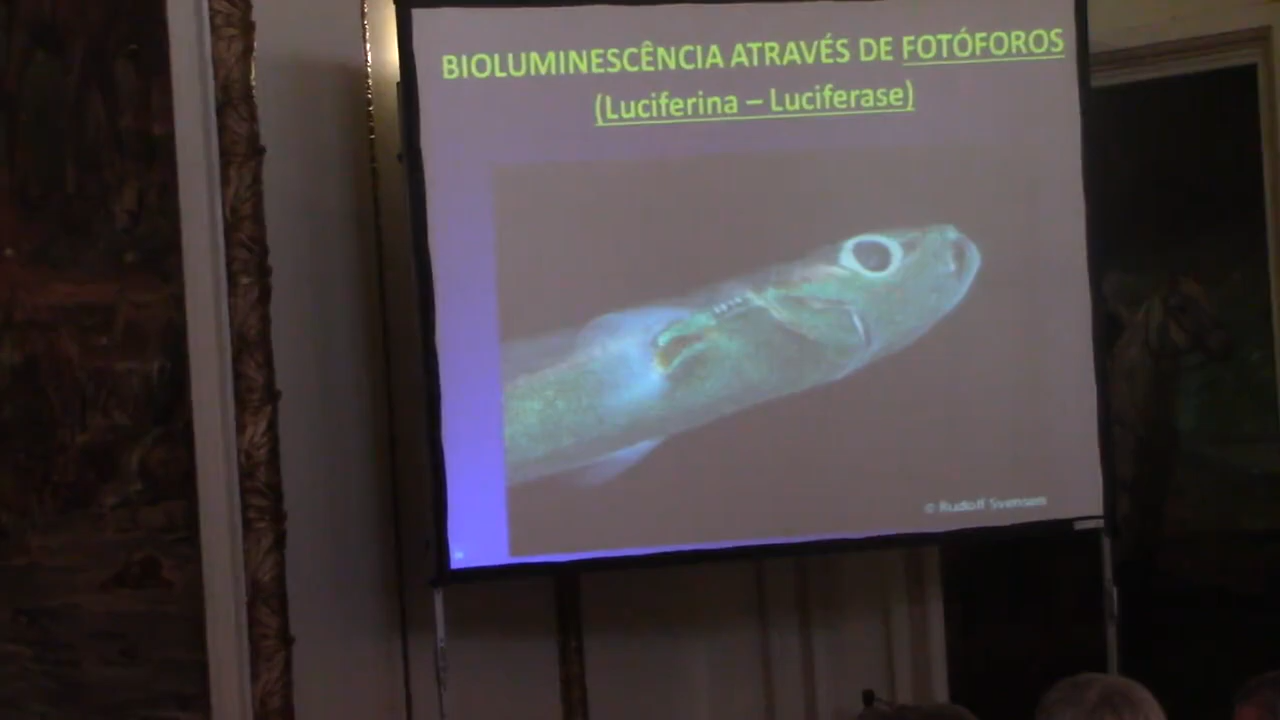 BIOLUMINESCÊNCIA ATRAVÉS DE FOTÓFOROS
(Luciferina – Luciferase)
© Rudolf Svensen